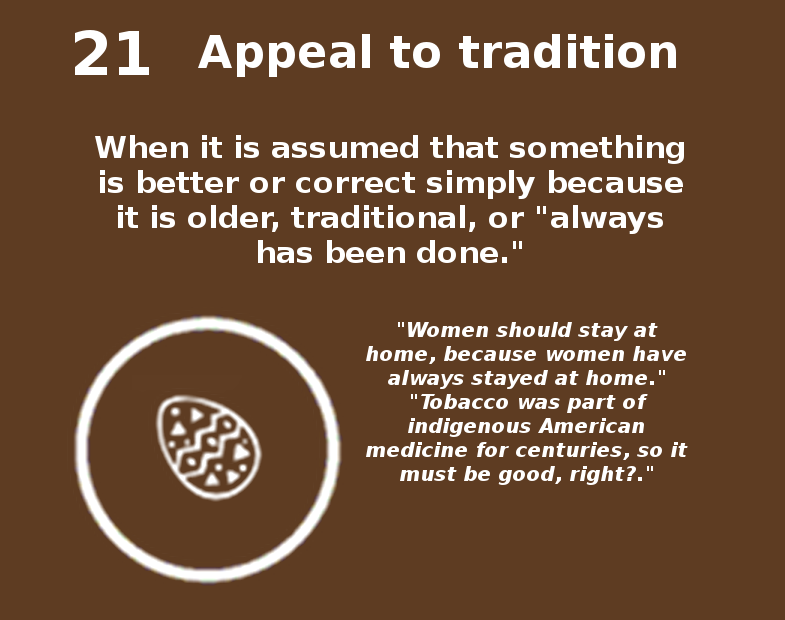 21 Appeal to tradition
When it is assumed that something
is better or correct simply because
it is older, traditional, or "always
has been done."
"Women should stay at
home, because women have
always stayed at home."
"Tobacco was part of
indigenous American
medicine for centuries, so it
must be good, right?."